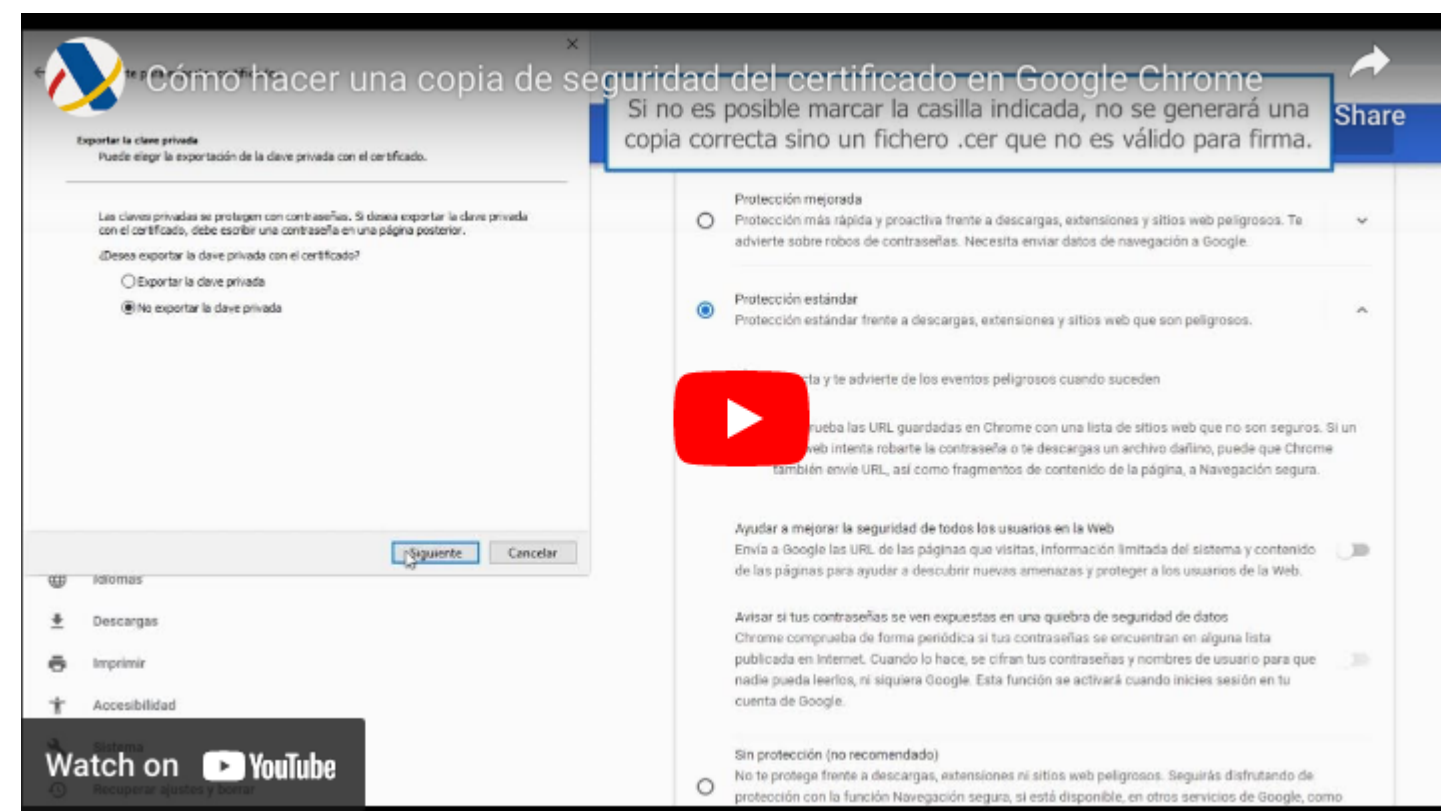 Cómo hacer una copia de seguridad del certificado en Google Chrome
Si no es posible marcar la casilla indicada, no se generará una
copia correcta sino un fichero .cer que no es válido para firma.
Share
Exportar la clave privada
Puede elegir la exportación de la clave privada con el certificado.
Las claves privadas se protegen con contraseñas. Si desea exportar la clave privada
con el certificado, debe escribir una contraseña en una página posterior.
¿Desea exportar la clave privada con el certificado?
Exportar la clave privada
No exportar la clave privada
Siguiente
Cancelar
Idiomas
Descargas
Imprimir
Accesibilidad
Sistema
Recuperar ajustes y borrar
Watch on YouTube
Protección mejorada
Protección más rápida y proactiva frente a descargas, extensiones y sitios web peligrosos. Te
advierte sobre robos de contraseñas. Necesita enviar datos de navegación a Google.
Protección estándar
Protección estándar frente a descargas, extensiones y sitios web que son peligrosos.
y te advierte de los eventos peligrosos cuando suceden
las URL guardadas en Chrome con una lista de sitios web que no son seguros. Si un
web intenta robarte la contraseña o te descargas un archivo dañino, puede que Chrome
también envíe URL, así como fragmentos de contenido de la página, a Navegación segura.
Ayudar a mejorar la seguridad de todos los usuarios en la Web
Envía a Google las URL de las páginas que visitas, información limitada del sistema y contenido
de las páginas para ayudar a descubrir nuevas amenazas y proteger a los usuarios de la Web.
Avisar si tus contraseñas se ven expuestas en una quiebra de seguridad de datos
Chrome comprueba de forma periódica si tus contraseñas se encuentran en alguna lista
publicada en Internet. Cuando lo hace, se cifran tus contraseñas y nombres de usuario para que
nadie pueda leerlos, ni siquiera Google. Esta función se activará cuando inicies sesión en tu
cuenta de Google.
Sin protección (no recomendado)
No te protege frente a descargas, extensiones ni sitios web peligrosos. Seguirás disfrutando de
protección con la función Navegación segura, si está disponible, en otros servicios de Google, como